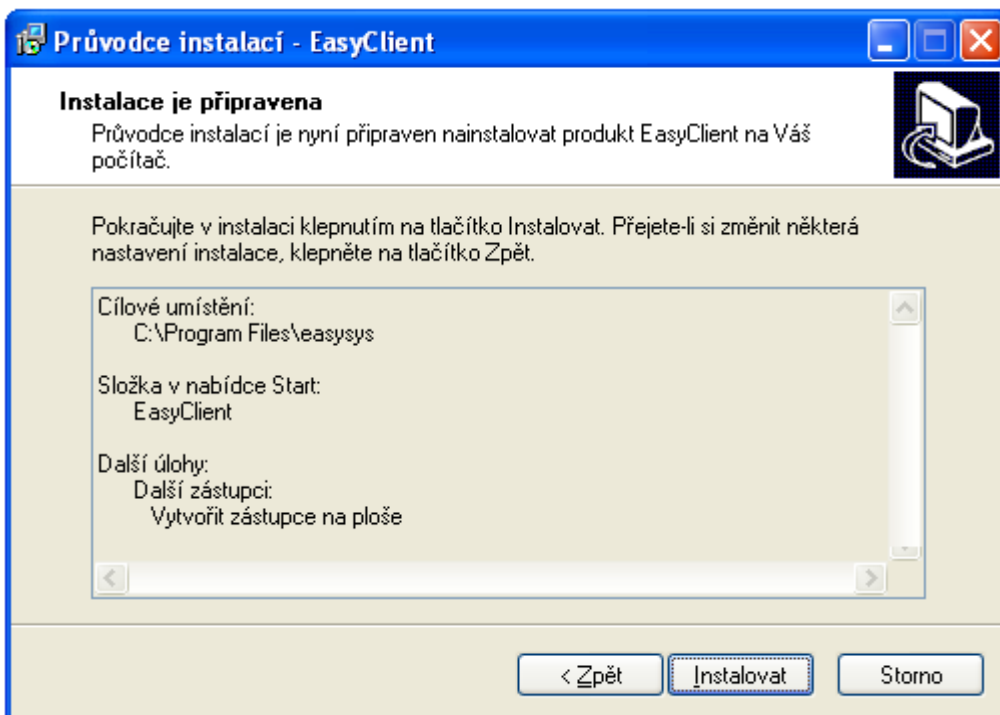 Průvodce instalací - EasyClient
Instalace je připravena
Průvodce instalací je nyní připraven nainstalovat produkt EasyClient na Váš
počítač.
Pokračujte v instalaci klepnutím na tlačítko Instalovat. Přejete-li si změnit některá
nastavení instalace, klepněte na tlačítko Zpět.
Cílové umístění:
C:\Program Files\easysys
Složka v nabídce Start:
EasyClient
Další úlohy:
Další zástupci:
Vytvořit zástupce na ploše
< Zpět
Instalovat
Storno